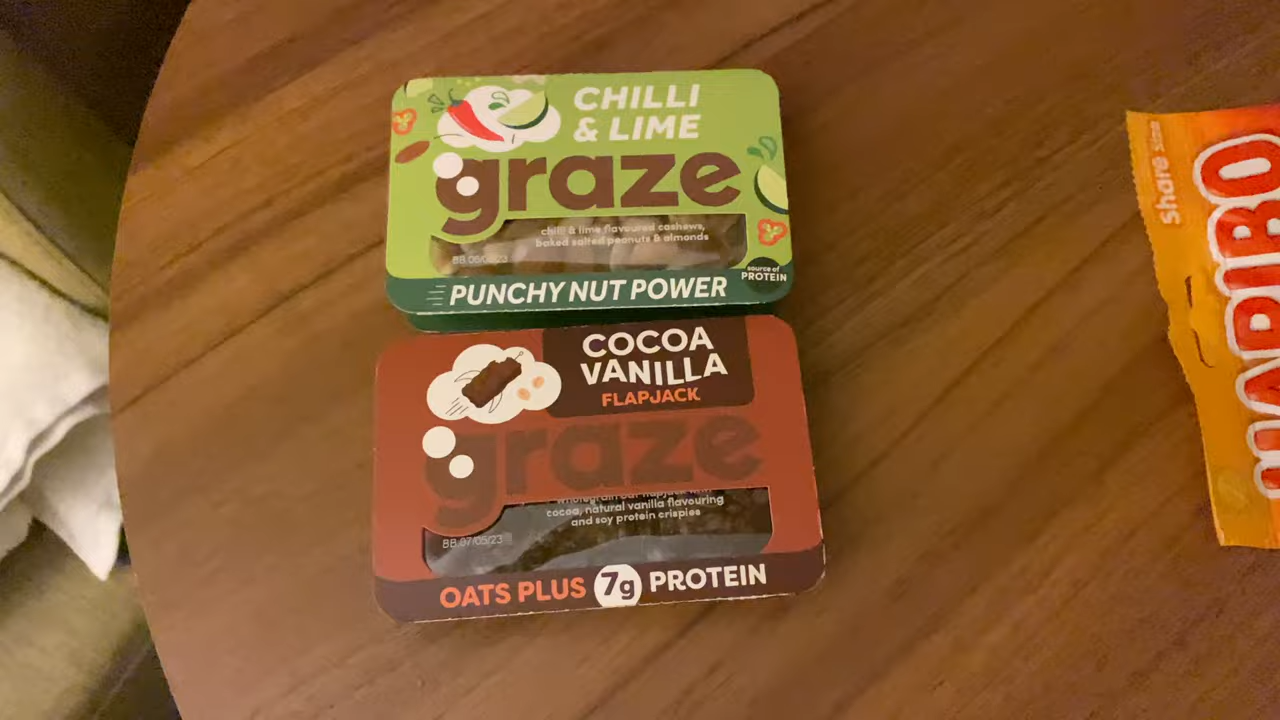 CHILLI
& LIME
graze
chilli & lime flavoured cashews,
baked salted peanuts & almonds
source of
PROTEIN
PUNCHY NUT POWER
COCOA
VANILLA
FLAPJACK
graze
cocoa, natural vanilla flavouring
and soy protein crispies
BB 07/05/23
OATS PLUS 7g PROTEIN
share size
HARIBO